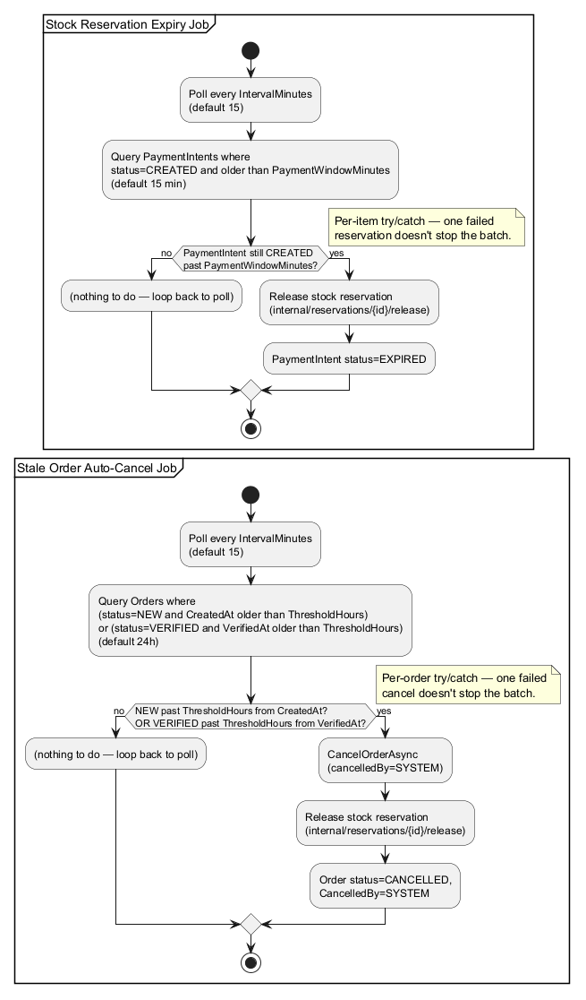 Stock Reservation Expiry Job
Poll every IntervalMinutes
(default 15)
Query PaymentIntents where
status=CREATED and older than PaymentWindowMinutes
(default 15 min)
Per-item try/catch — one failed
reservation doesn't stop the batch.
no
PaymentIntent still CREATED
past PaymentWindowMinutes?
yes
(nothing to do — loop back to poll)
Release stock reservation
(internal/reservations/{id}/release)
PaymentIntent status=EXPIRED
Stale Order Auto-Cancel Job
Poll every IntervalMinutes
(default 15)
Query Orders where
(status=NEW and CreatedAt older than ThresholdHours)
or (status=VERIFIED and VerifiedAt older than ThresholdHours)
(default 24h)
Per-order try/catch — one failed
cancel doesn't stop the batch.
no
NEW past ThresholdHours from CreatedAt?
OR VERIFIED past ThresholdHours from VerifiedAt?
yes
(nothing to do — loop back to poll)
CancelOrderAsync
(cancelledBy=SYSTEM)
Release stock reservation
(internal/reservations/{id}/release)
Order status=CANCELLED,
CancelledBy=SYSTEM